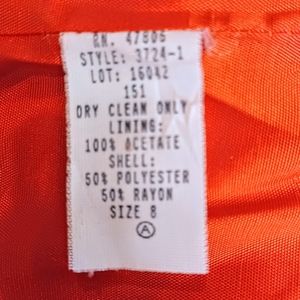 RN. 47806
STYLE: 3724-1
LOT: 16042
151
DRY CLEAN ONLY
LINING:
100% ACETATE
SHELL:
50% POLYESTER
50% RAYON
SIZE 8
A